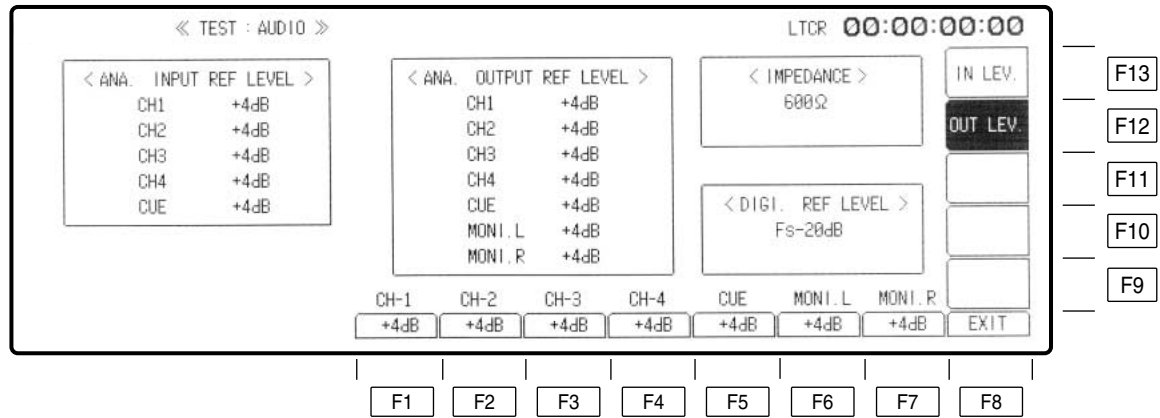 ≪ TEST : AUDIO ≫
LTCR 00:00:00:00
< ANA. INPUT REF LEVEL >
CH1 +4dB
CH2 +4dB
CH3 +4dB
CH4 +4dB
CUE +4dB
< ANA. OUTPUT REF LEVEL >
CH1 +4dB
CH2 +4dB
CH3 +4dB
CH4 +4dB
CUE +4dB
MONI.L +4dB
MONI.R +4dB
< IMPEDANCE >
600Ω
< DIGI. REF LEVEL >
Fs-20dB
IN LEV. F13
OUT LEV. F12
F11
F10
F9
CH-1 CH-2 CH-3 CH-4 CUE MONI.L MONI.R
+4dB +4dB +4dB +4dB +4dB +4dB +4dB EXIT
F1 F2 F3 F4 F5 F6 F7 F8